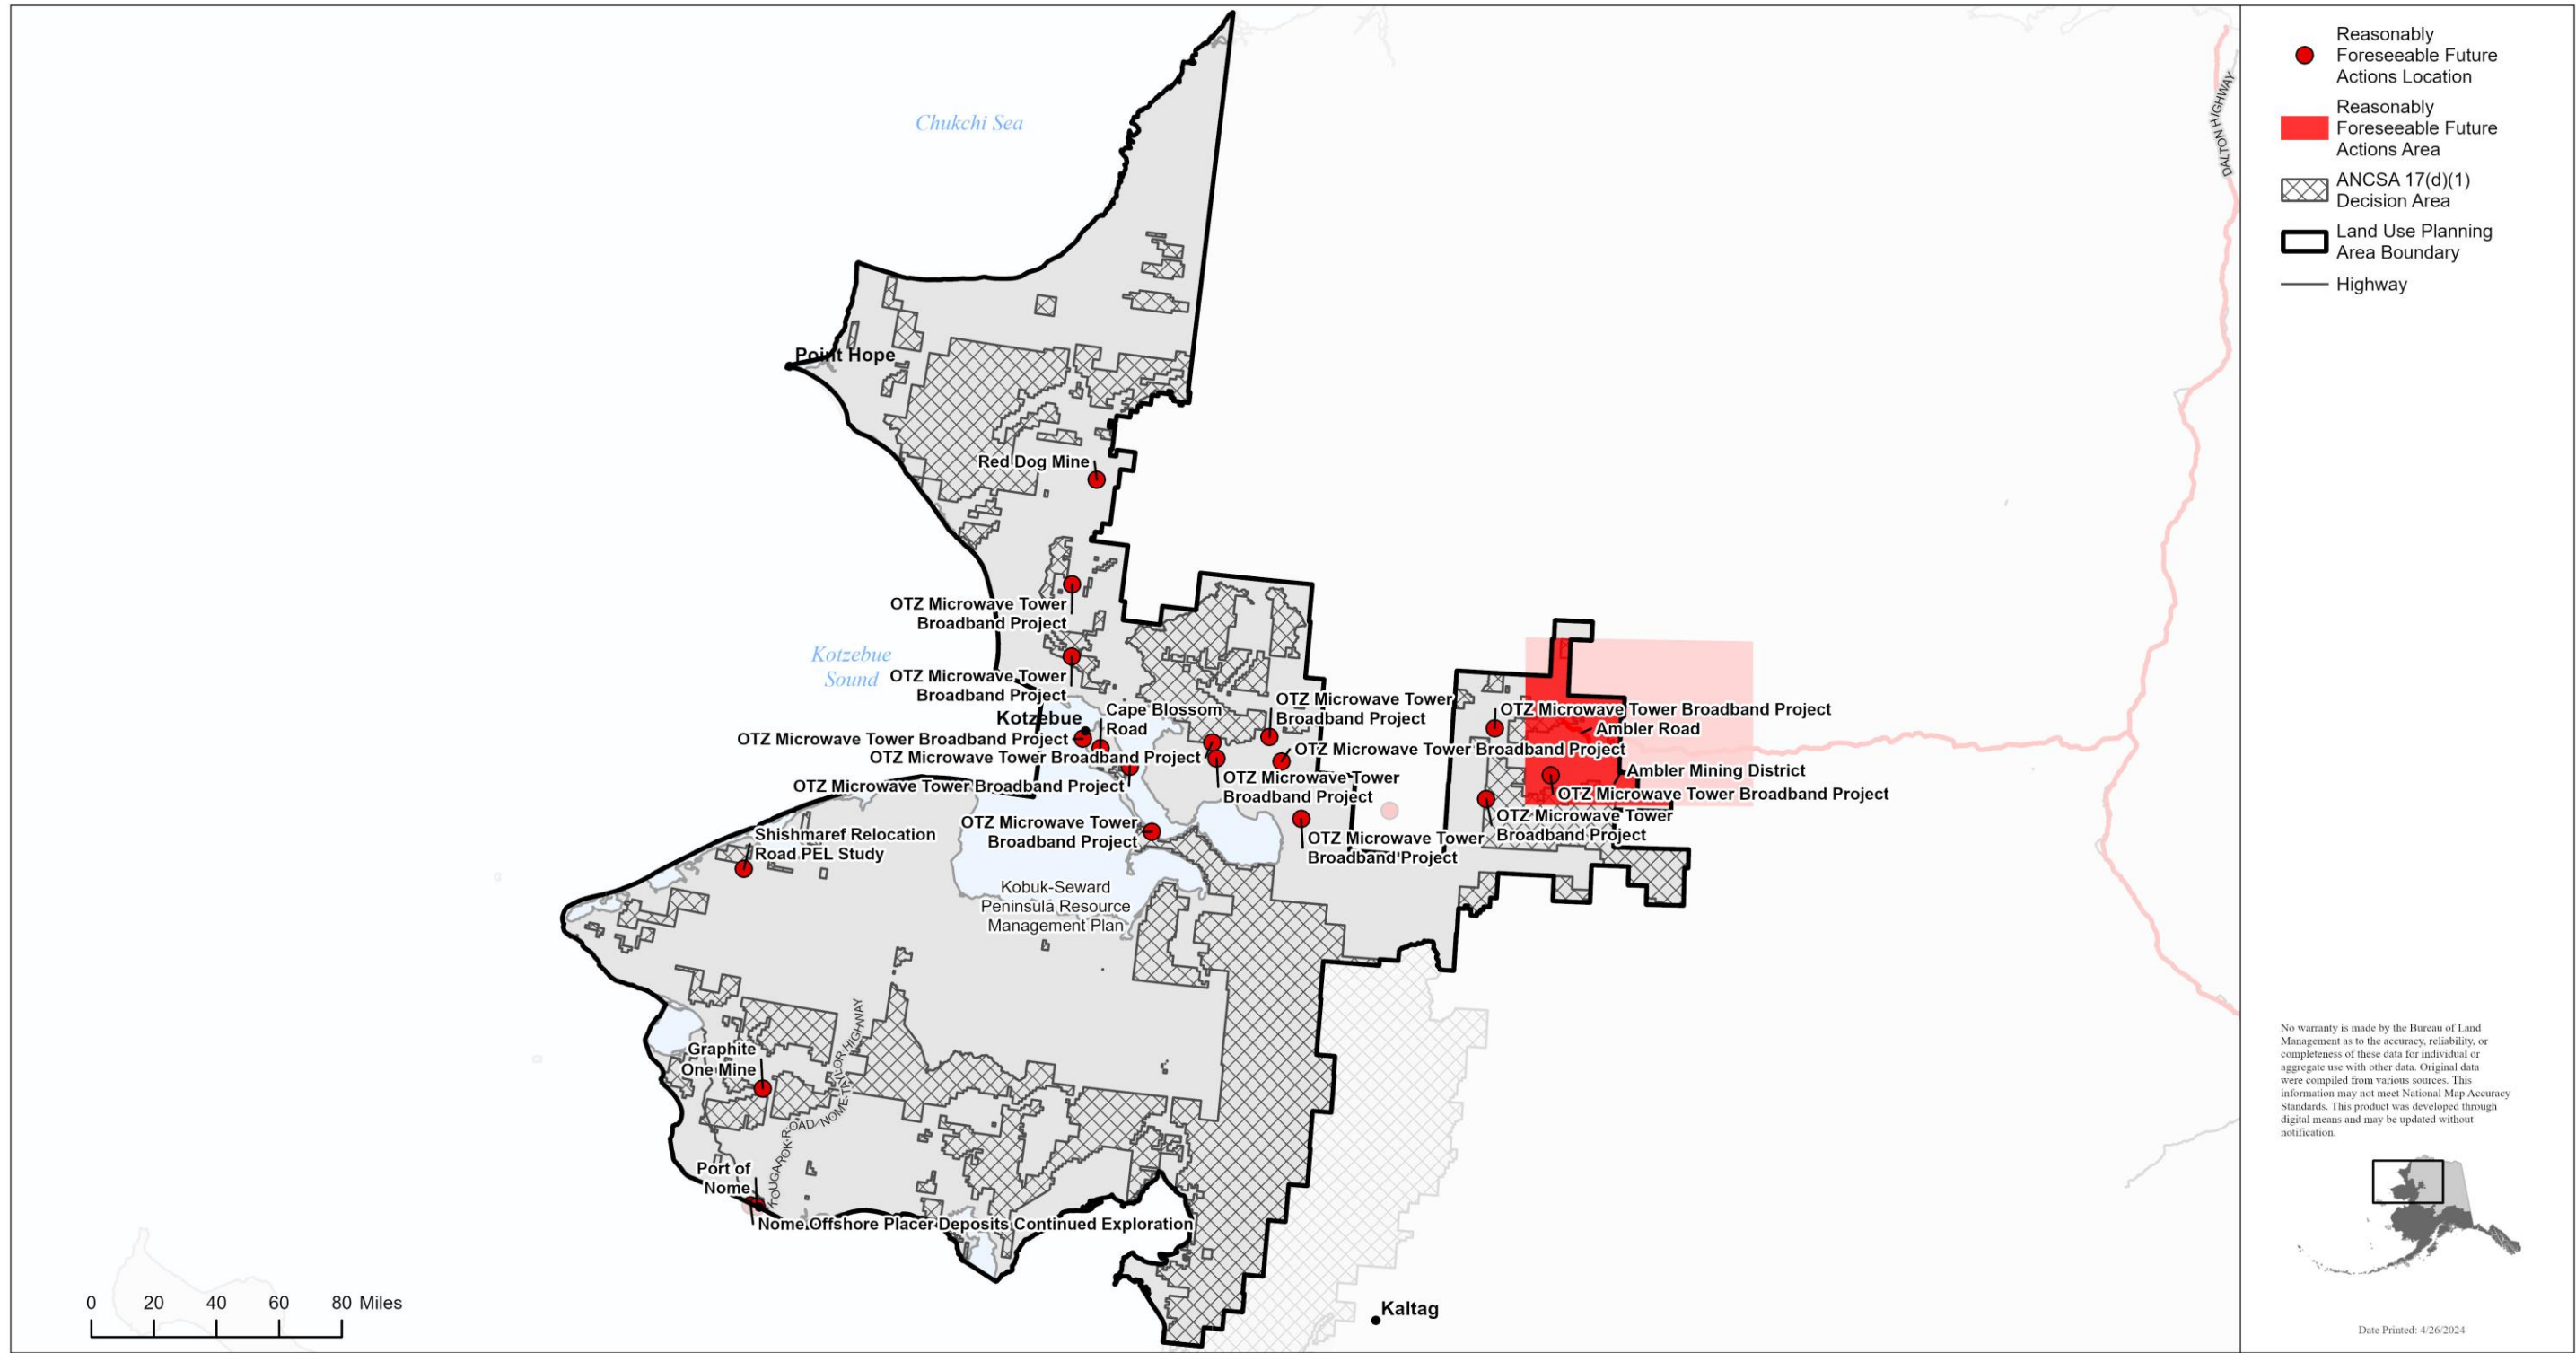 Chukchi Sea
Point Hope
Red Dog Mine
OTZ Microwave Tower
Broadband Project
Kotzebue
Sound
OTZ Microwave Tower
Broadband Project
Kotzebue
Cape Blossom
Road
OTZ Microwave Tower
Broadband Project
OTZ Microwave Tower Broadband Project
Ambler Road
OTZ Microwave Tower Broadband Project
OTZ Microwave Tower Broadband Project
OTZ Microwave Tower Broadband Project
OTZ Microwave Tower Broadband Project
OTZ Microwave Tower
Broadband Project
Ambler Mining District
OTZ Microwave Tower Broadband Project
OTZ Microwave Tower
Broadband Project
OTZ Microwave Tower
Broadband Project
OTZ Microwave Tower
Broadband Project
Shishmaref Relocation
Road PEL Study
Kobuk-Seward
Peninsula Resource
Management Plan
Graphite
One Mine
NOME-TAYLOR HIGHWAY
KOUGAROK ROAD
Port of
Nome
Nome Offshore Placer Deposits Continued Exploration
Kaltag
DALTON HIGHWAY
0 20 40 60 80 Miles
Reasonably
Foreseeable Future
Actions Location
Reasonably
Foreseeable Future
Actions Area
ANCSA 17(d)(1)
Decision Area
Land Use Planning
Area Boundary
Highway
No warranty is made by the Bureau of Land
Management as to the accuracy, reliability, or
completeness of these data for individual or
aggregate use with other data. Original data
were compiled from various sources. This
information may not meet National Map Accuracy
Standards. This product was developed through
digital means and may be updated without
notification.
Date Printed: 4/26/2024